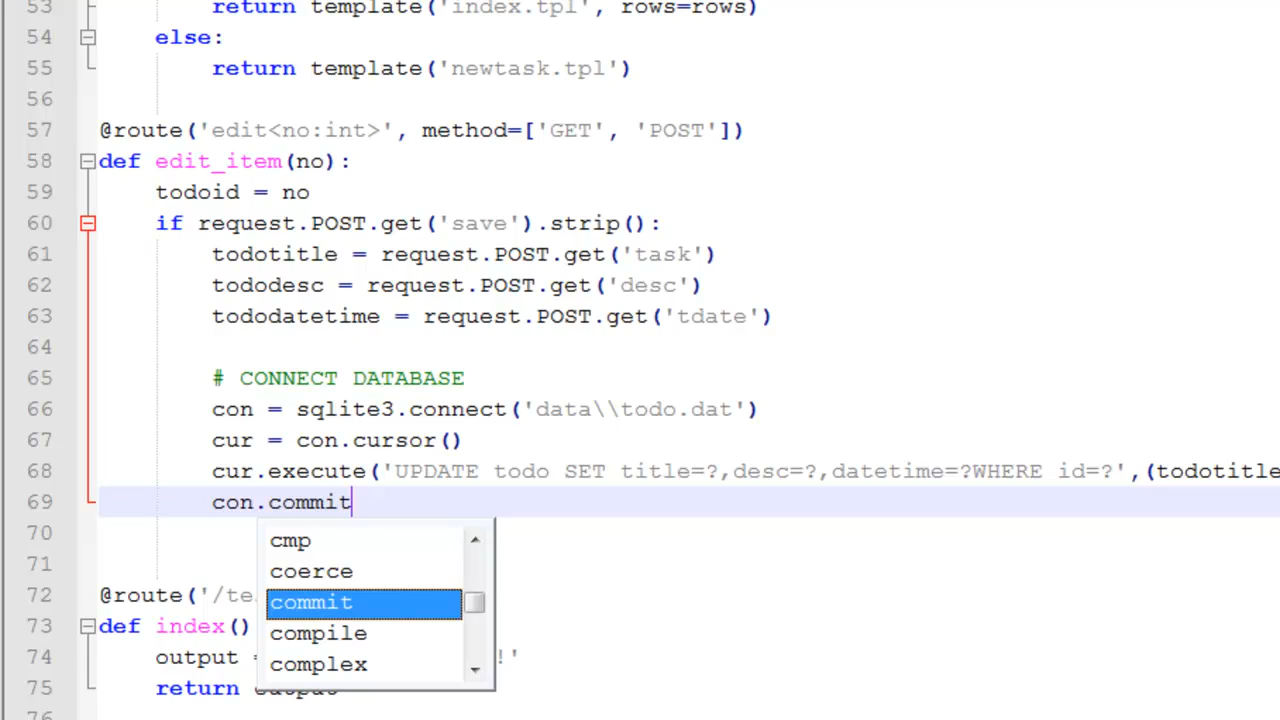 53 return template('index.tpl', rows=rows)
54 else:
55 return template('newtask.tpl')
56
57 @route('edit<no:int>', method=['GET', 'POST'])
58 def edit_item(no):
59 todoid = no
60 if request.POST.get('save').strip():
61 todotitle = request.POST.get('task')
62 tododesc = request.POST.get('desc')
63 tododatetime = request.POST.get('tdate')
64
65 # CONNECT DATABASE
66 con = sqlite3.connect('data\\todo.dat')
67 cur = con.cursor()
68 cur.execute('UPDATE todo SET title=?,desc=?,datetime=?WHERE id=?',(todotitle
69 con.commit
70
cmp
71
coerce
72 @route('/te
commit
73 def index()
compile
74 output !'
complex
75 return output
76